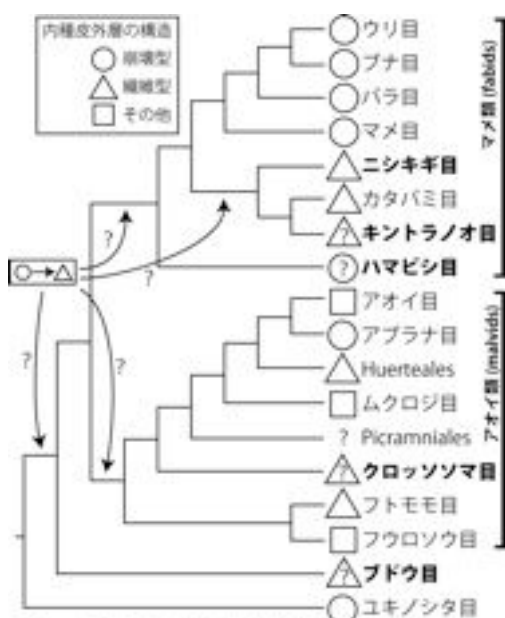 内種皮外層の構造
崩壊型
繊維型
その他
ウリ目
ブナ目
バラ目
マメ目
ニシキギ目
カタバミ目
? キントラノオ目
? ハマビシ目
マメ類 (fabids)
?
?
○→△
?
?
アオイ目
アブラナ目
Huerteales
ムクロジ目
? Picramniales
? クロッソソマ目
フトモモ目
フウロソウ目
アオイ類 (malvids)
? ブドウ目
ユキノシタ目